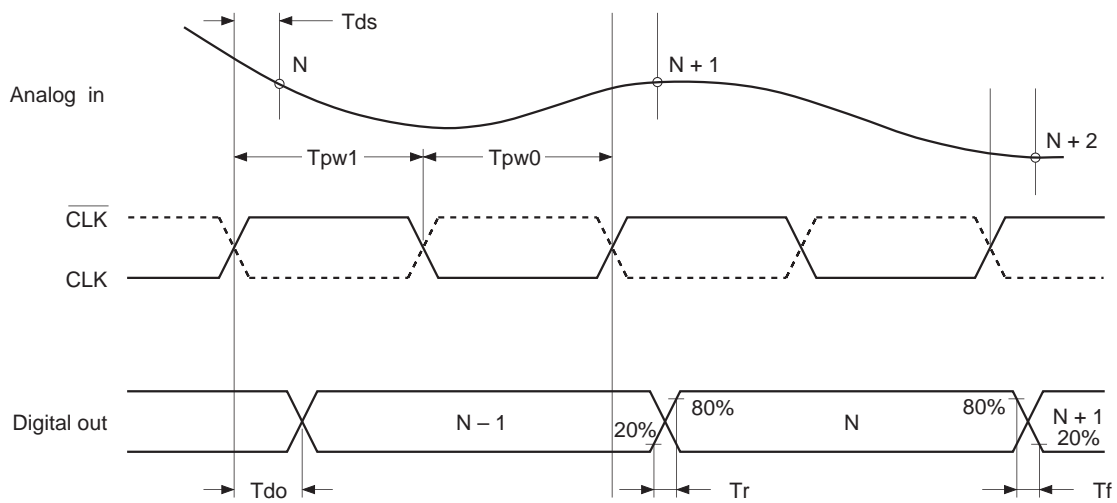 Tds
N
N + 1
Analog in
N + 2
Tpw1
Tpw0
CLK
CLK
80%
80%
Digital out
N – 1
N
N + 1
20%
20%
Tdo
Tr
Tf